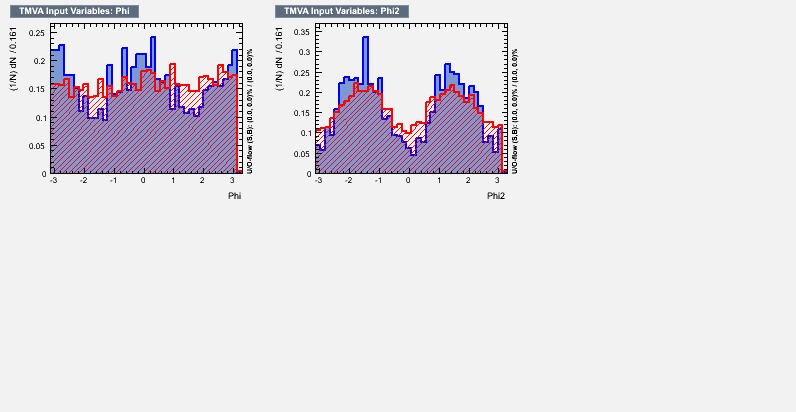 TMVA Input Variables: Phi
(1/N) dN / 0.161
0.25
0.2
0.15
0.1
0.05
0
-3 -2 -1 0 1 2 3
Phi
U/O-flow (S,B): (0.0, 0.0)% / (0.0, 0.0)%
TMVA Input Variables: Phi2
(1/N) dN / 0.161
0.35
0.3
0.25
0.2
0.15
0.1
0.05
0
-3 -2 -1 0 1 2 3
Phi2
U/O-flow (S,B): (0.0, 0.0)% / (0.0, 0.0)%